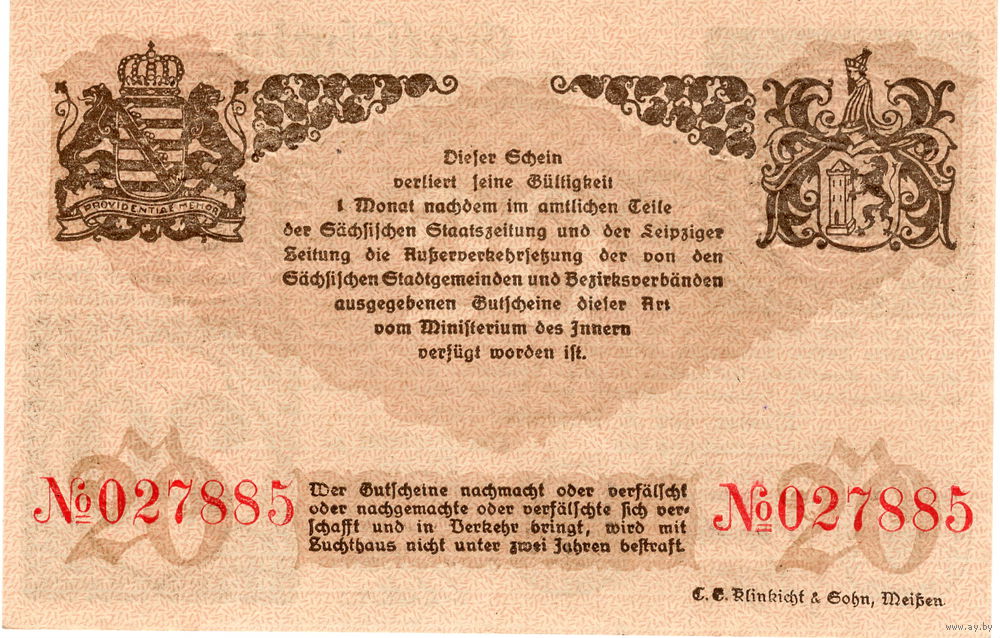 PROVIDENTIAE MEMOR
Dieser Schein
verliert seine Gültigkeit
1 Monat nachdem im amtlichen Teile
der Sächsischen Staatszeitung und der Leipziger
Zeitung die Außerverkehrsetzung der von den
Sächsischen Stadtgemeinden und Bezirksverbänden
ausgegebenen Gutscheine dieser Art
vom Ministerium des Innern
verfügt worden ist.
M
20
№027885
Wer Gutscheine nachmacht oder verfälscht
oder nachgemachte oder verfälschte sich ver-
schafft und in Verkehr bringt, wird mit
Zuchthaus nicht unter zwei Jahren bestraft.
M
20
№027885
C. E. Klinkicht & Sohn, Meißen
www.ay.by